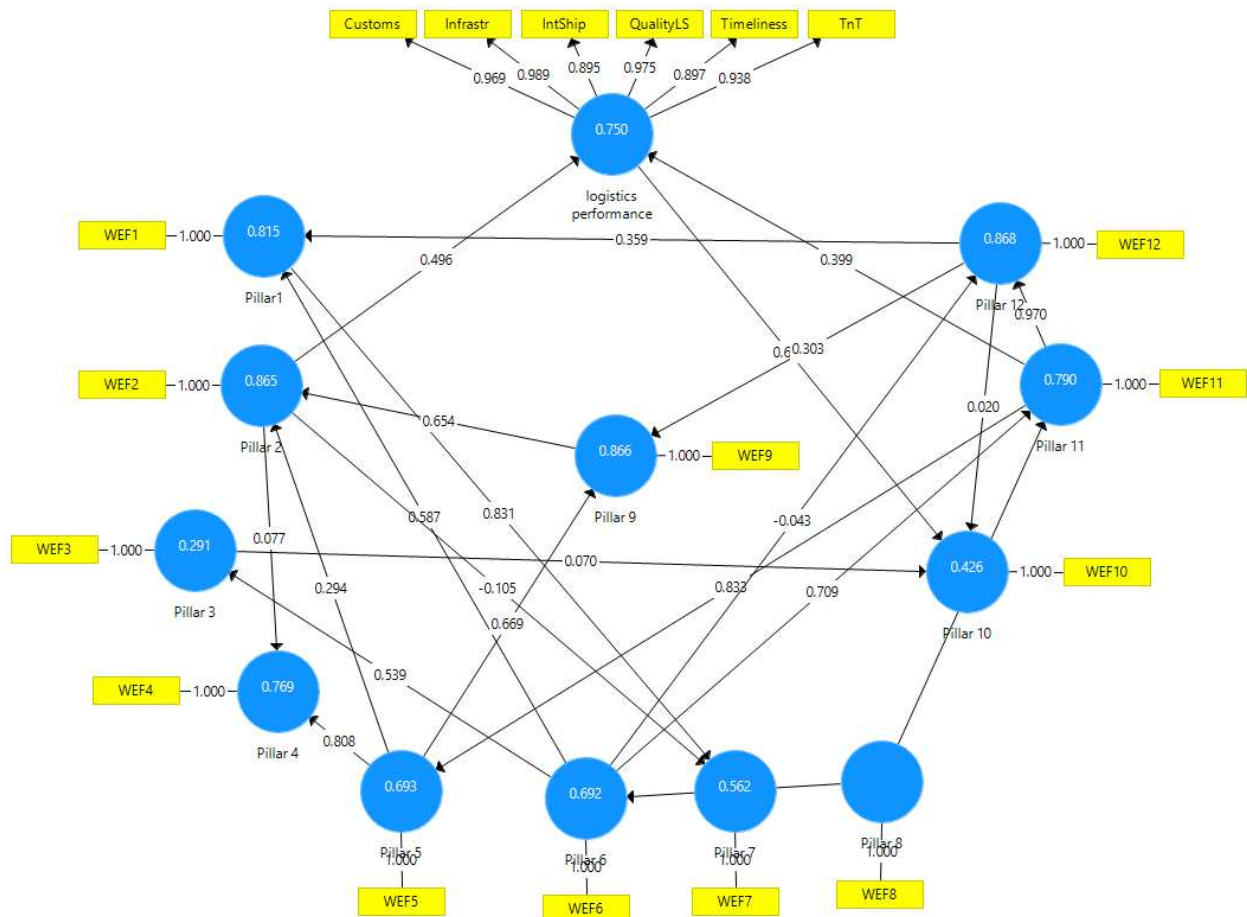 Customs
Infrastr
IntShip
QualityLS
Timeliness
TnT
0.969
0.989
0.895
0.975
0.897
0.938
0.750
logistics
performance
WEF1
1.000
0.815
Pillar1
0.359
0.868
1.000
WEF12
Pillar 12
0.496
0.399
0.970
WEF2
1.000
0.865
Pillar 2
0.303
0.790
1.000
WEF11
Pillar 11
0.654
0.020
0.866
1.000
WEF9
Pillar 9
0.587
0.831
-0.043
WEF3
1.000
0.291
Pillar 3
0.077
0.070
0.426
1.000
WEF10
Pillar 10
0.294
-0.105
0.833
0.709
0.669
0.539
WEF4
1.000
0.769
Pillar 4
0.808
0.693
0.692
0.562
Pillar 5
Pillar 6
Pillar 7
Pillar 8
1.000
1.000
1.000
1.000
WEF5
WEF6
WEF7
WEF8